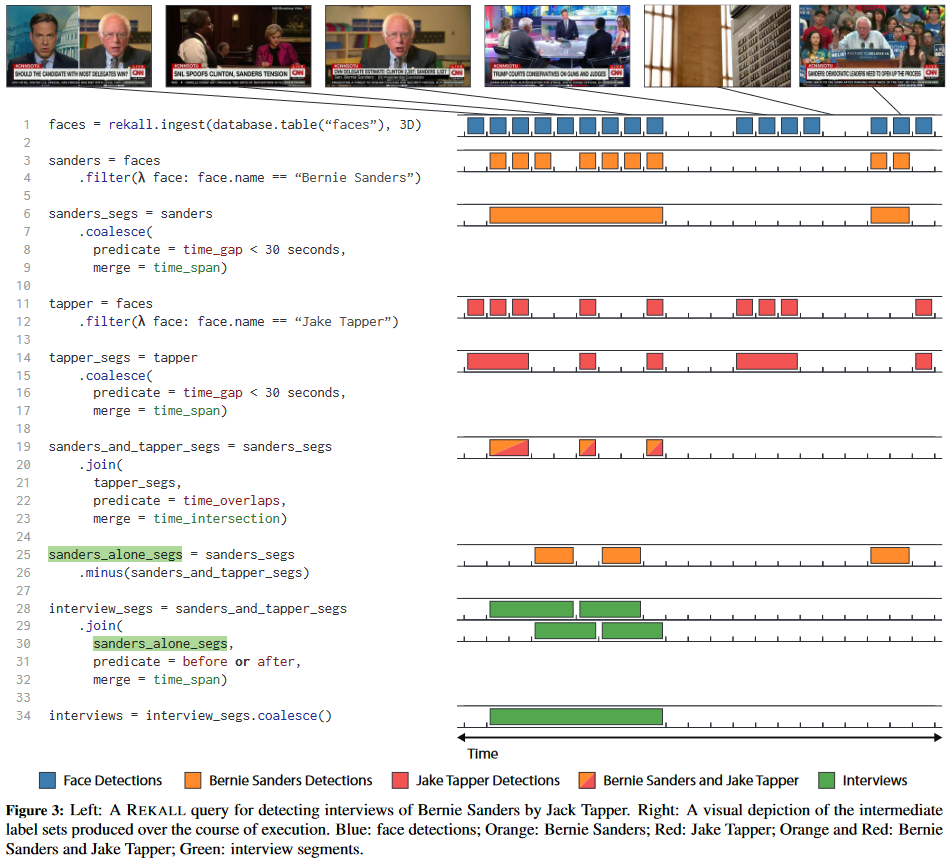 SHOULD THE CANDIDATE WITH MOST DELEGATES WIN?
CNN
#CNNSOTU
SNL SPOOFS CLINTON, SANDERS TENSION
CNN
#CNNSOTU
CNN DELEGATE ESTIMATE: CLINTON
CNN
#CNNSOTU
TRUMP COURTS CONSERVATIVES ON GUNS AND JUDGES
CNN
#CNNSOTU
SANDERS: DEMOCRATIC LEADERS NEED TO OPEN UP THE PROCESS
CNN
1 faces = rekall.ingest(database.table(“faces”), 3D)
2
3 sanders = faces
4 .filter(λ face: face.name == “Bernie Sanders”)
5
6 sanders_segs = sanders
7 .coalesce(
8 predicate = time_gap < 30 seconds,
9 merge = time_span)
10
11 tapper = faces
12 .filter(λ face: face.name == “Jake Tapper”)
13
14 tapper_segs = tapper
15 .coalesce(
16 predicate = time_gap < 30 seconds,
17 merge = time_span)
18
19 sanders_and_tapper_segs = sanders_segs
20 .join(
21 tapper_segs,
22 predicate = time_overlaps,
23 merge = time_intersection)
24
25 sanders_alone_segs = sanders_segs
26 .minus(sanders_and_tapper_segs)
27
28 interview_segs = sanders_and_tapper_segs
29 .join(
30 sanders_alone_segs,
31 predicate = before or after,
32 merge = time_span)
33
34 interviews = interview_segs.coalesce()
Time
Face Detections Bernie Sanders Detections Jake Tapper Detections Bernie Sanders and Jake Tapper Interviews
Figure 3: Left: A REKALL query for detecting interviews of Bernie Sanders by Jack Tapper. Right: A visual depiction of the intermediate
label sets produced over the course of execution. Blue: face detections; Orange: Bernie Sanders; Red: Jake Tapper; Orange and Red: Bernie
Sanders and Jake Tapper; Green: interview segments.